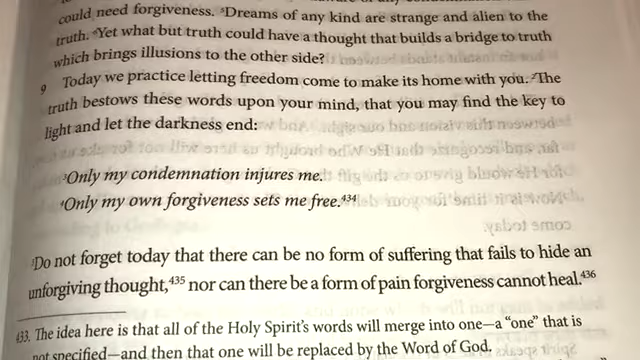 could need forgiveness. ⁵Dreams of any kind are strange and alien to the
truth. ⁶Yet what but truth could have a thought that builds a bridge to truth
which brings illusions to the other side?
9 Today we practice letting freedom come to make its home with you. ²The
truth bestows these words upon your mind, that you may find the key to
light and let the darkness end:
³Only my condemnation injures me.
⁴Only my own forgiveness sets me free.⁴³⁴
⁵Do not forget today that there can be no form of suffering that fails to hide an
unforgiving thought,⁴³⁵ nor can there be a form of pain forgiveness cannot heal.⁴³⁶
433. The idea here is that all of the Holy Spirit's words will merge into one—a "one" that is
not specified—and then that one will be replaced by the Word of God.